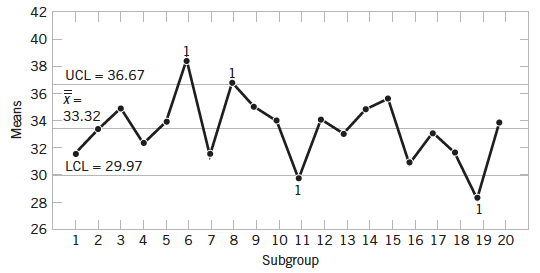 42
40
38
36
34
32
30
28
26
Means
UCL = 36.67
x̿ =
33.32
LCL = 29.97
1
1
1
1
1 2 3 4 5 6 7 8 9 10 11 12 13 14 15 16 17 18 19 20
Subgroup